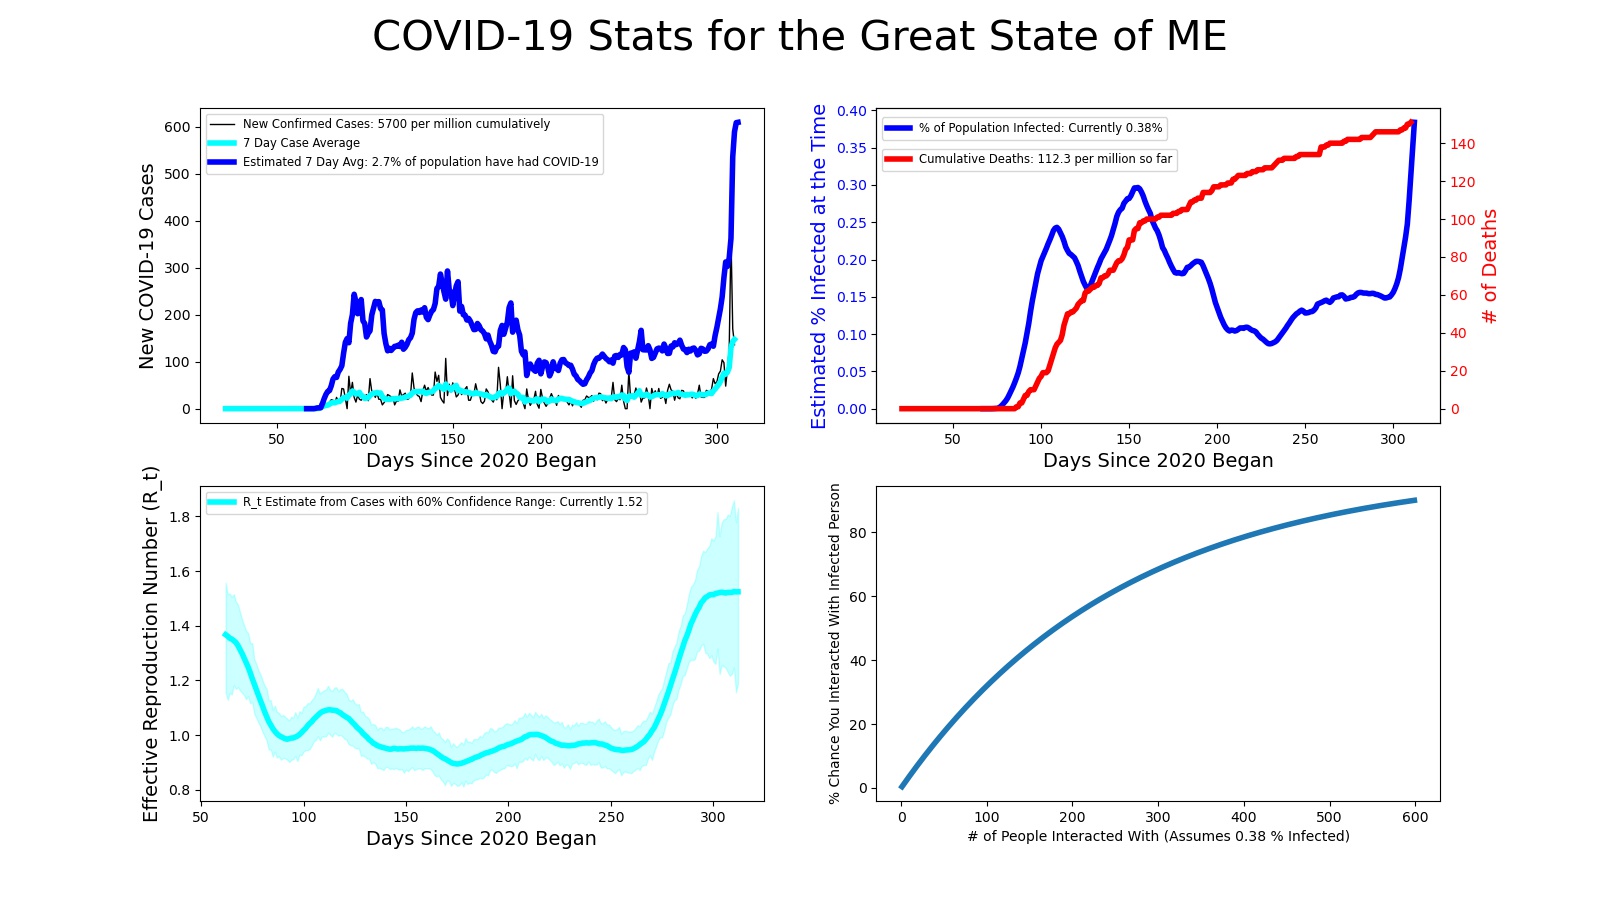 COVID-19 Stats for the Great State of ME
New COVID-19 Cases
600
500
400
300
200
100
0
New Confirmed Cases: 5700 per million cumulatively
7 Day Case Average
Estimated 7 Day Avg: 2.7% of population have had COVID-19
50 100 150 200 250 300
Days Since 2020 Began
Estimated % Infected at the Time
0.40
0.35
0.30
0.25
0.20
0.15
0.10
0.05
0.00
% of Population Infected: Currently 0.38%
Cumulative Deaths: 112.3 per million so far
140
120
100
80
60
40
20
0
# of Deaths
50 100 150 200 250 300
Days Since 2020 Began
Effective Reproduction Number (R_t)
1.8
1.6
1.4
1.2
1.0
0.8
R_t Estimate from Cases with 60% Confidence Range: Currently 1.52
50 100 150 200 250 300
Days Since 2020 Began
% Chance You Interacted With Infected Person
80
60
40
20
0
0 100 200 300 400 500 600
# of People Interacted With (Assumes 0.38 % Infected)